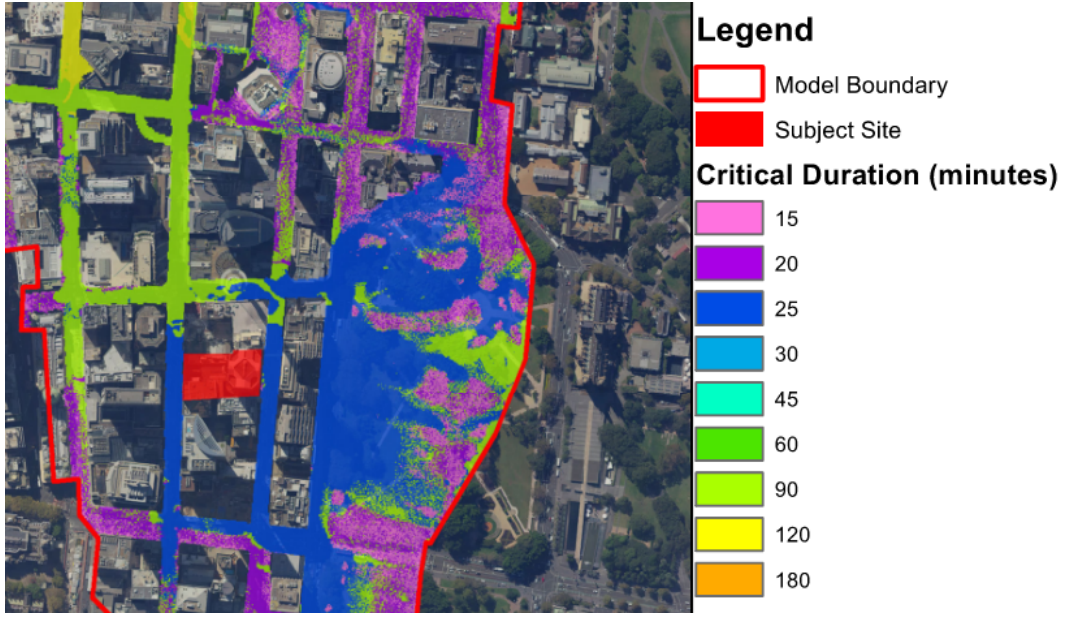 Legend
Model Boundary
Subject Site
Critical Duration (minutes)
15
20
25
30
45
60
90
120
180